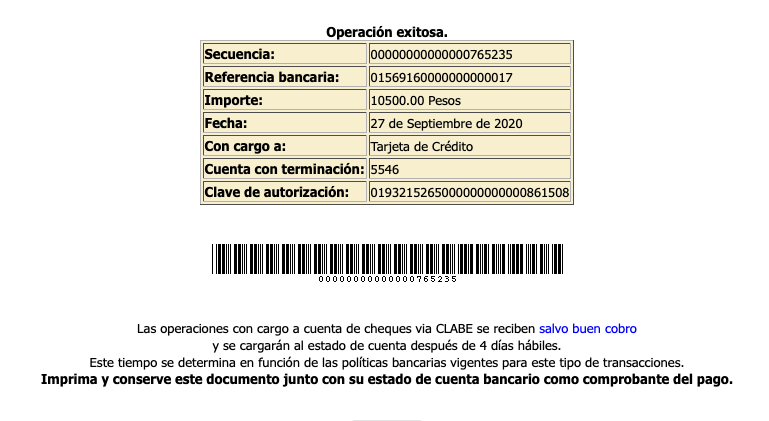 Operación exitosa.
Secuencia: 00000000000000765235
Referencia bancaria: 01569160000000000017
Importe: 10500.00 Pesos
Fecha: 27 de Septiembre de 2020
Con cargo a: Tarjeta de Crédito
Cuenta con terminación: 5546
Clave de autorización: 0193215265000000000000861508
00000000000000765235
Las operaciones con cargo a cuenta de cheques via CLABE se reciben salvo buen cobro
y se cargarán al estado de cuenta después de 4 días hábiles.
Este tiempo se determina en función de las políticas bancarias vigentes para este tipo de transacciones.
Imprima y conserve este documento junto con su estado de cuenta bancario como comprobante del pago.